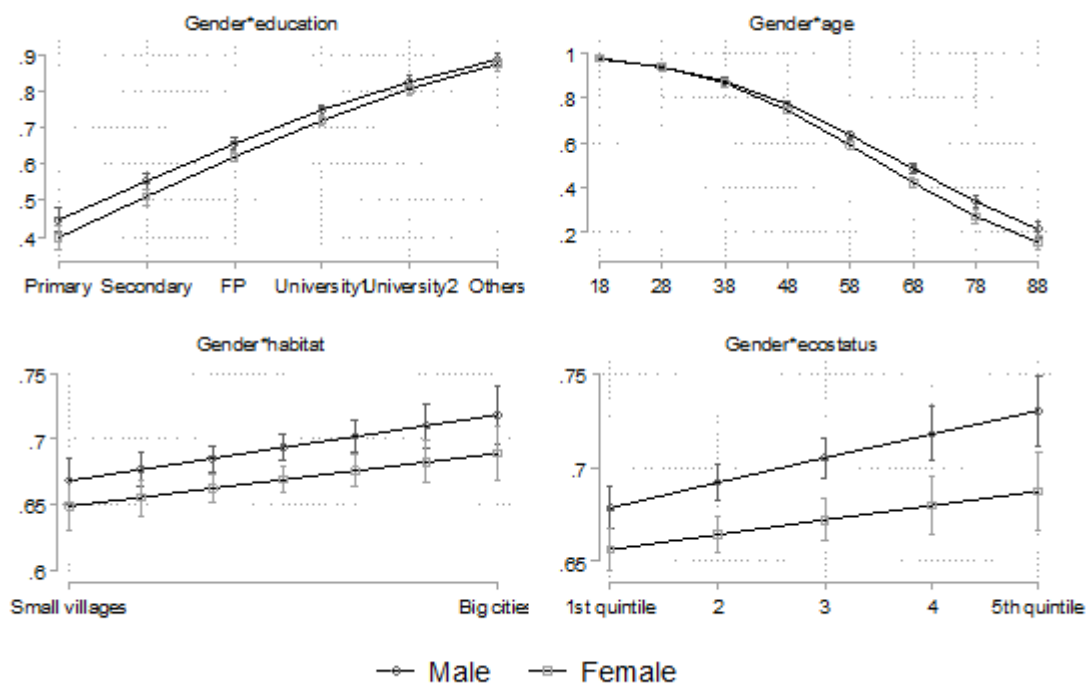 Gender*education
.9
.8
.7
.6
.5
.4
Primary Secondary FP University1 University2 Others
Gender*age
1
.8
.6
.4
.2
18 28 38 48 58 68 78 88
Gender*habitat
.75
.7
.65
.6
Small villages Big cities
Gender*ecostatus
.75
.7
.65
1st quintile 2 3 4 5th quintile
Male Female